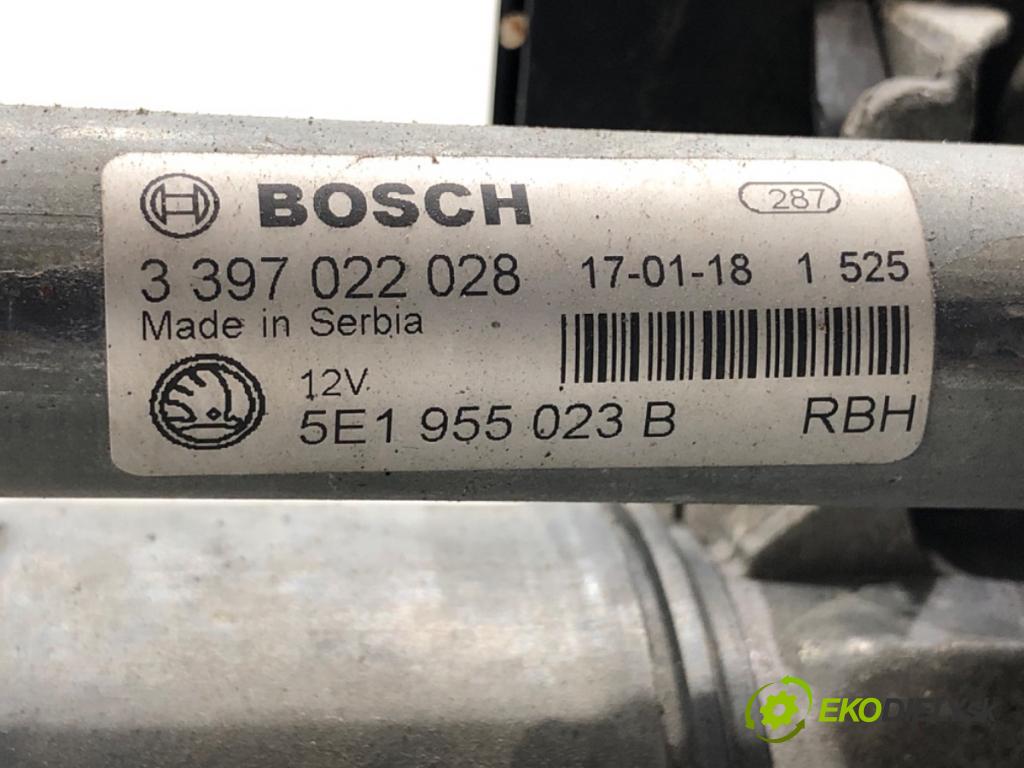 BOSCH 287
3 397 022 028 17-01-18 1 525
Made in Serbia
12V
5E1 955 023 B RBH
EKODIELY.SK